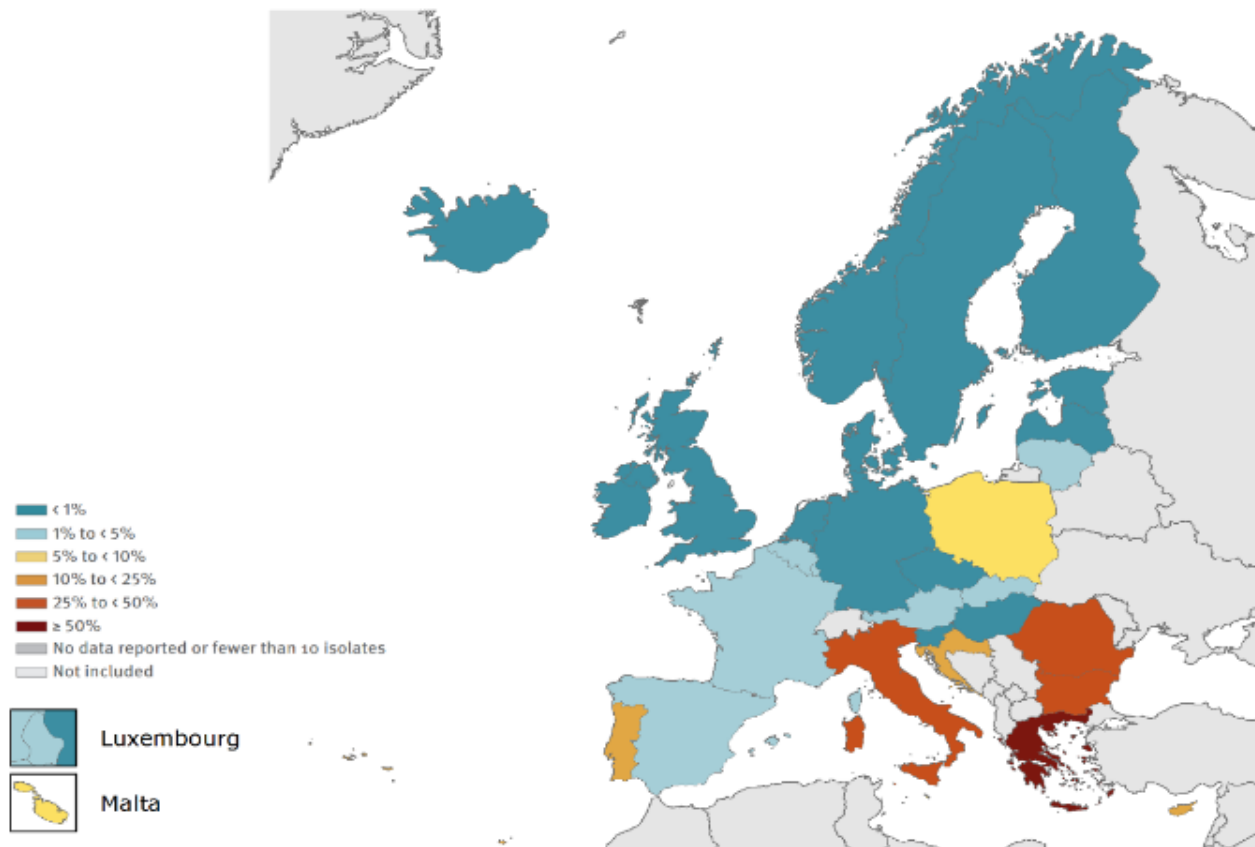 < 1%
1% to < 5%
5% to < 10%
10% to < 25%
25% to < 50%
≥ 50%
No data reported or fewer than 10 isolates
Not included
Luxembourg
Malta